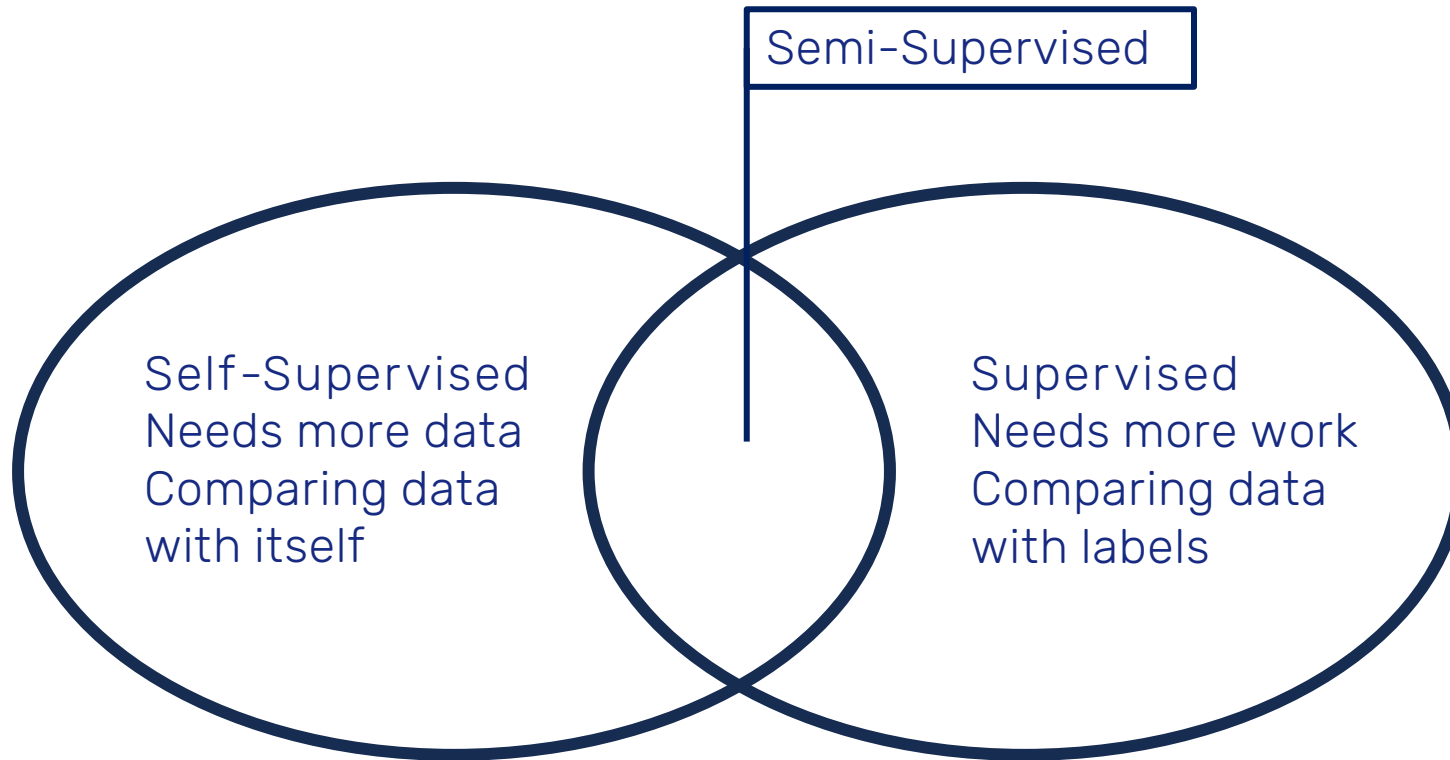 Semi-Supervised
Self-Supervised
Needs more data
Comparing data
with itself
Supervised
Needs more work
Comparing data
with labels